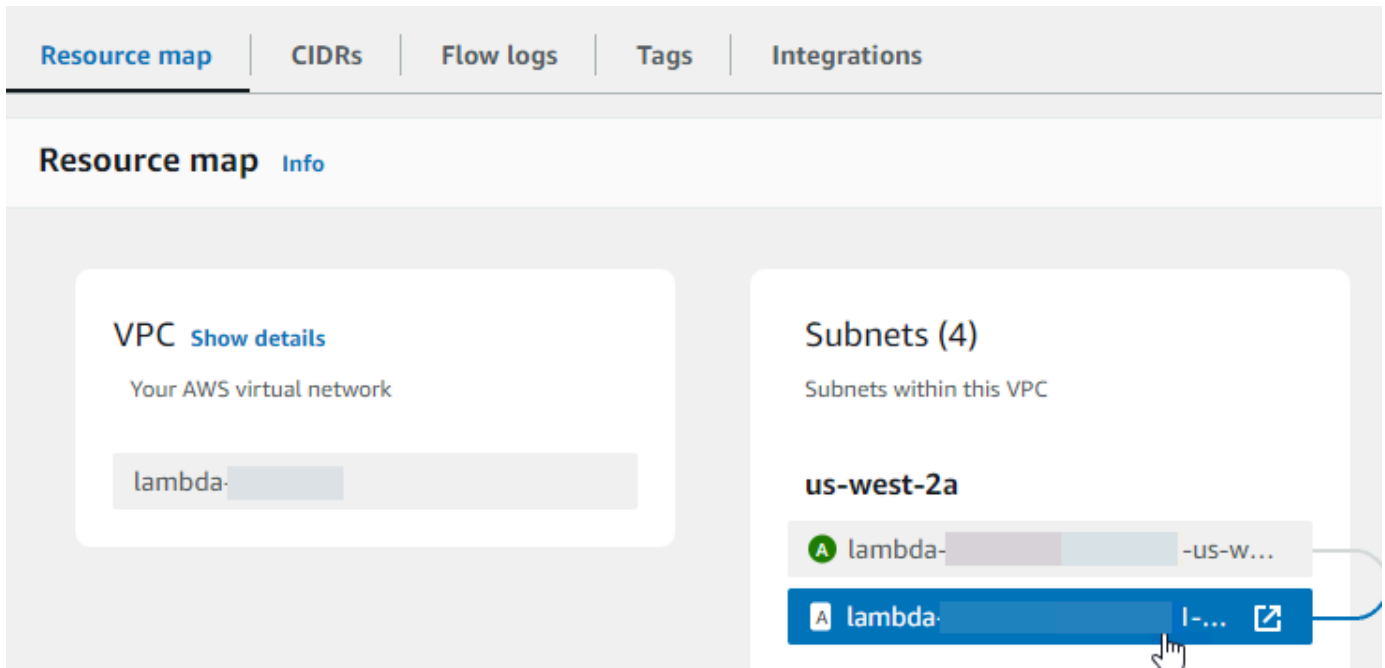 Resource map CIDRs Flow logs Tags Integrations
Resource map Info
VPC Show details
Your AWS virtual network
lambda-
Subnets (4)
Subnets within this VPC
us-west-2a
A lambda- -us-w...
A lambda- l-...